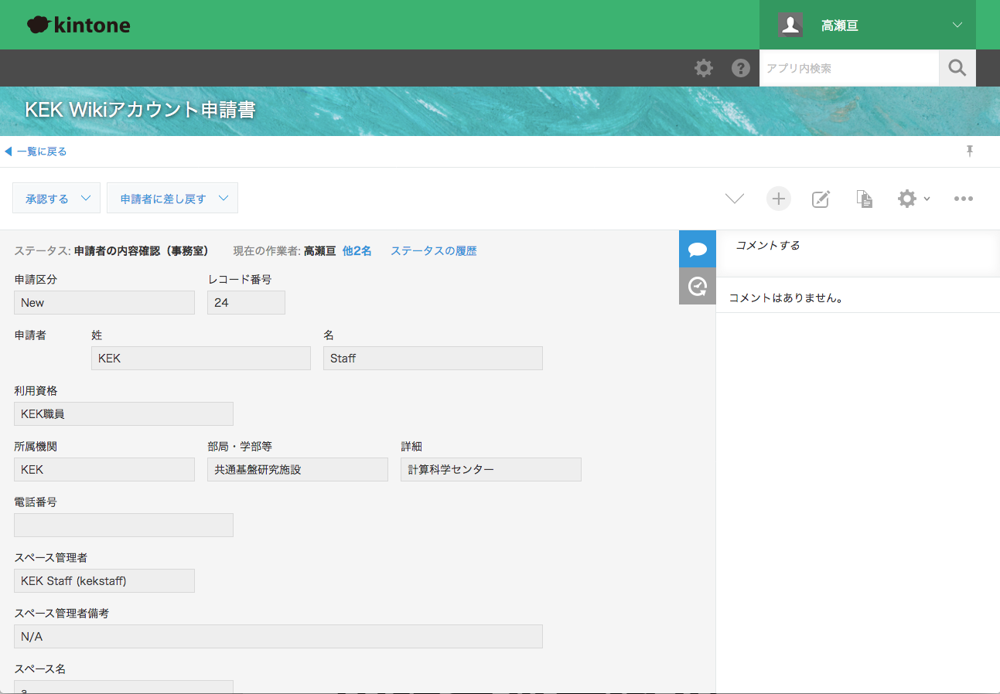 kintone
高瀬亘
アプリ内検索
KEK Wikiアカウント申請書
一覧に戻る
承認する 申請者に差し戻す
ステータス: 申請者の内容確認（事務室） 現在の作業者: 高瀬亘 他2名 ステータスの履歴
コメントする
コメントはありません。
申請区分 レコード番号
New 24
申請者 姓 名
KEK Staff
利用資格
KEK職員
所属機関 部局・学部等 詳細
KEK 共通基盤研究施設 計算科学センター
電話番号
スペース管理者
KEK Staff (kekstaff)
スペース管理者備考
N/A
スペース名